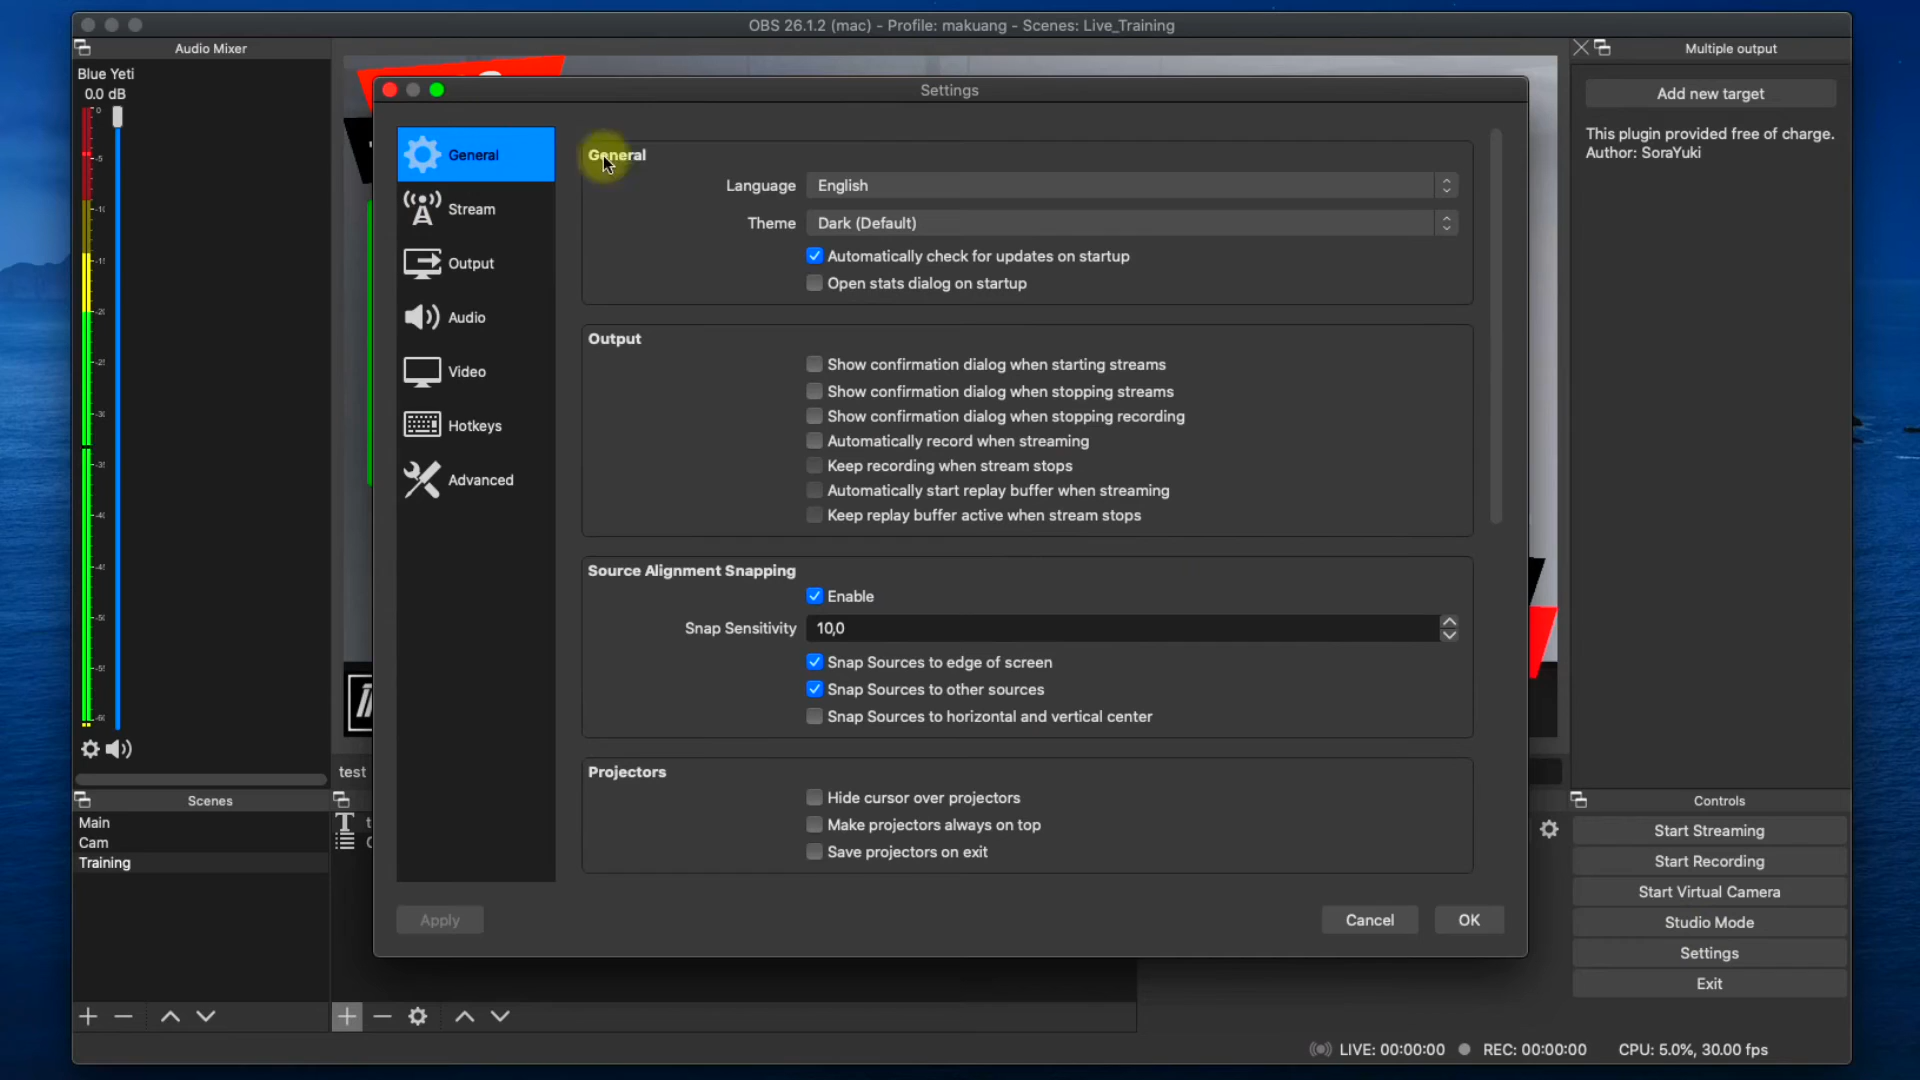 OBS 26.1.2 (mac) - Profile: makuang - Scenes: Live_Training
Audio Mixer
Blue Yeti
0.0 dB
Multiple output
Add new target
This plugin provided free of charge.
Author: SoraYuki
Settings
General
Stream
Output
Audio
Video
Hotkeys
Advanced
General
Language English
Theme Dark (Default)
Automatically check for updates on startup
Open stats dialog on startup
Output
Show confirmation dialog when starting streams
Show confirmation dialog when stopping streams
Show confirmation dialog when stopping recording
Automatically record when streaming
Keep recording when stream stops
Automatically start replay buffer when streaming
Keep replay buffer active when stream stops
Source Alignment Snapping
Enable
Snap Sensitivity 10,0
Snap Sources to edge of screen
Snap Sources to other sources
Snap Sources to horizontal and vertical center
Projectors
Hide cursor over projectors
Make projectors always on top
Save projectors on exit
Apply
Cancel
OK
test
Scenes
Main
Cam
Training
Controls
Start Streaming
Start Recording
Start Virtual Camera
Studio Mode
Settings
Exit
LIVE: 00:00:00
REC: 00:00:00
CPU: 5.0%, 30.00 fps